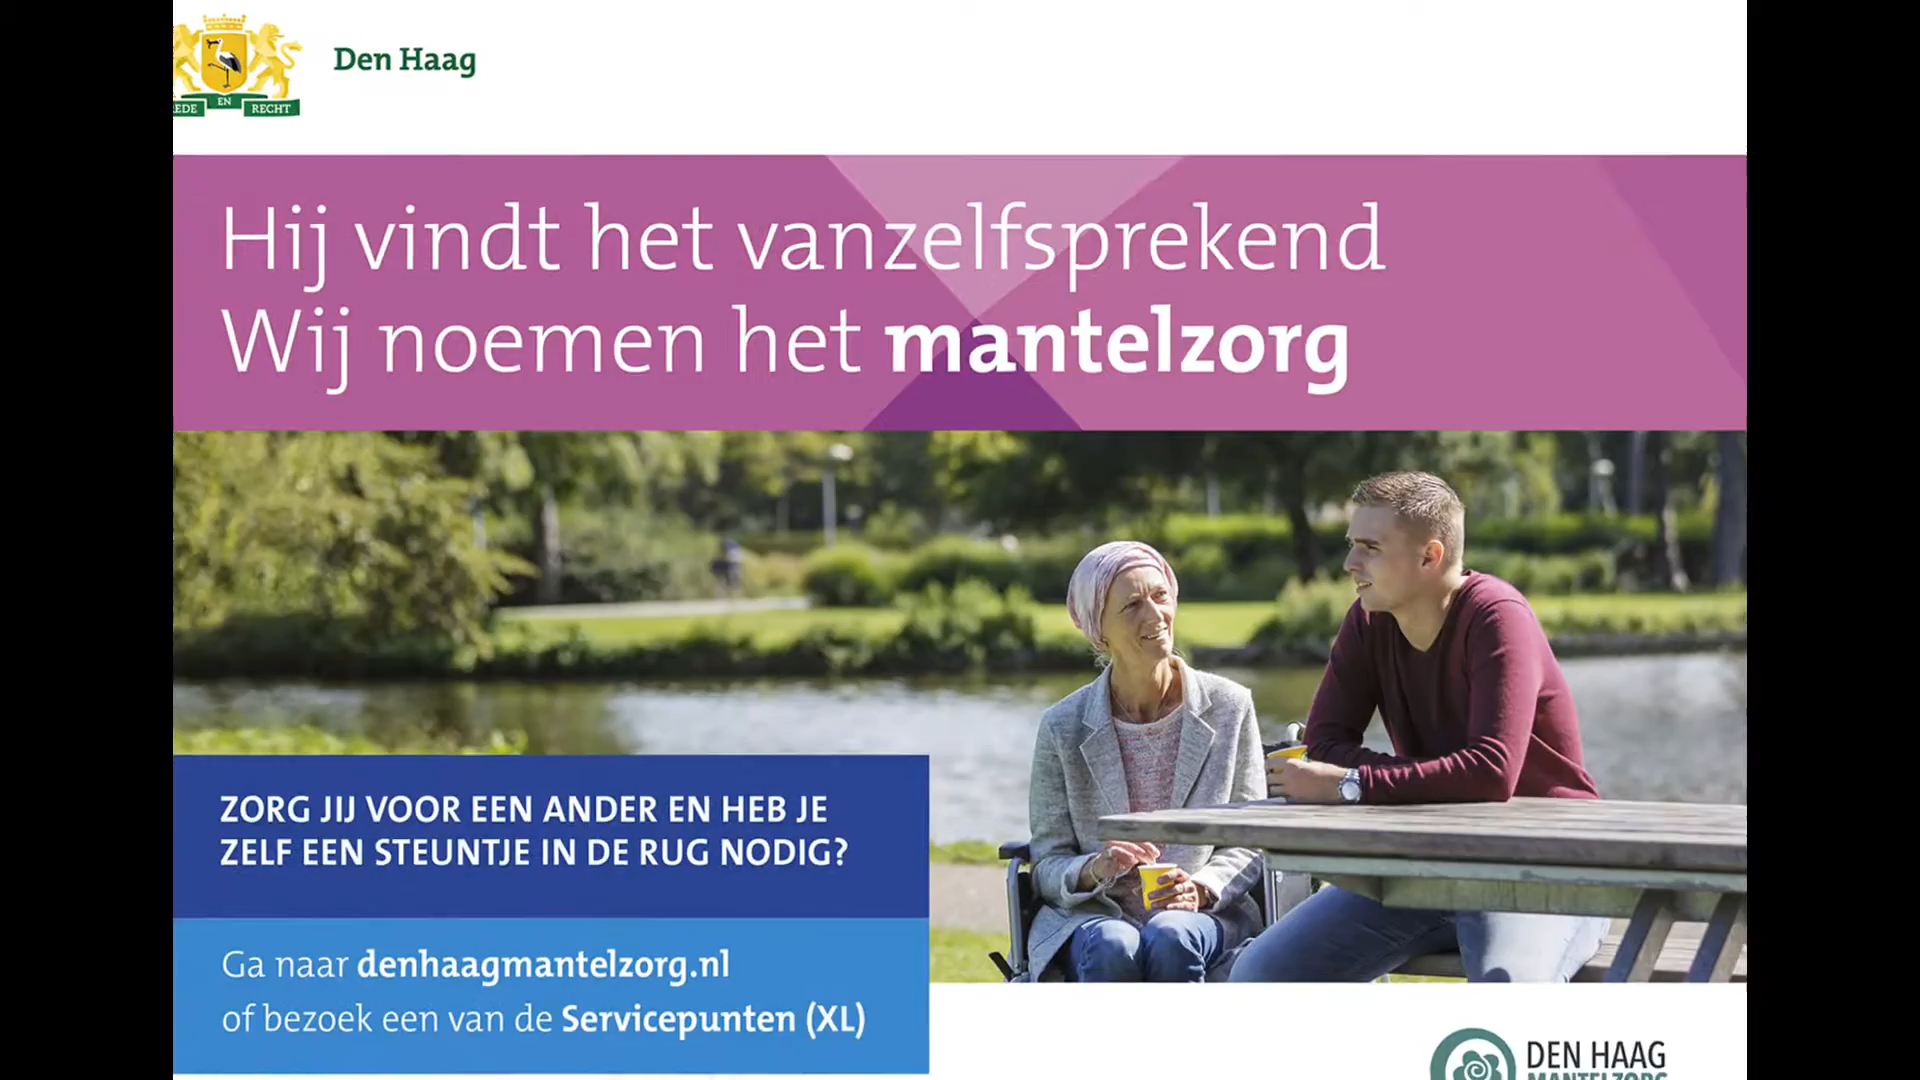 Den Haag
EDE EN RECHT
Hij vindt het vanzelfsprekend
Wij noemen het mantelzorg
ZORG JIJ VOOR EEN ANDER EN HEB JE
ZELF EEN STEUNTJE IN DE RUG NODIG?
Ga naar denhaagmantelzorg.nl
of bezoek een van de Servicepunten (XL)
DEN HAAG
MANTELZORG